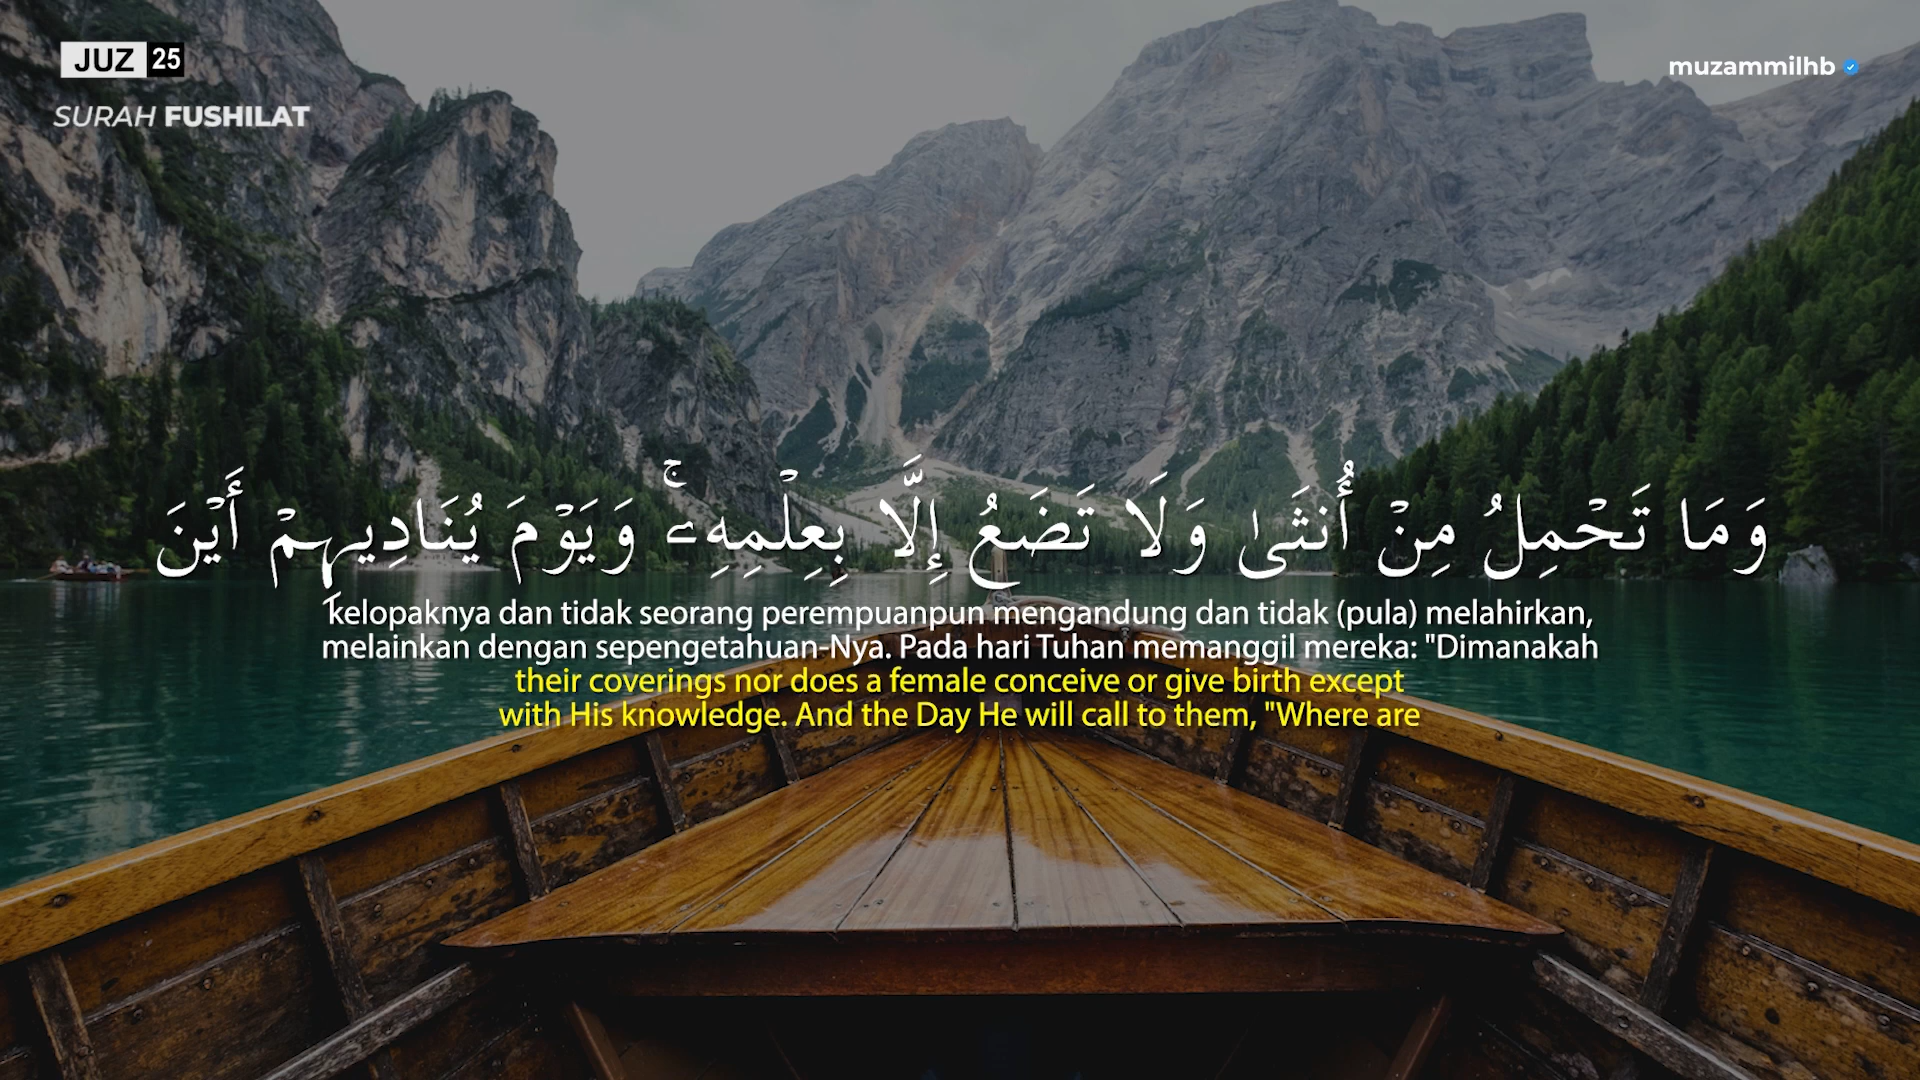 JUZ 25
muzammilhb
SURAH FUSHILAT
وَمَا تَحْمِلُ مِنْ أُنثَىٰ وَلَا تَضَعُ إِلَّا بِعِلْمِهِۦۚ وَيَوْمَ يُنَادِيهِمْ أَيْنَ
kelopaknya dan tidak seorang perempuanpun mengandung dan tidak (pula) melahirkan,
melainkan dengan sepengetahuan-Nya. Pada hari Tuhan memanggil mereka: "Dimanakah
their coverings nor does a female conceive or give birth except
with His knowledge. And the Day He will call to them, "Where are